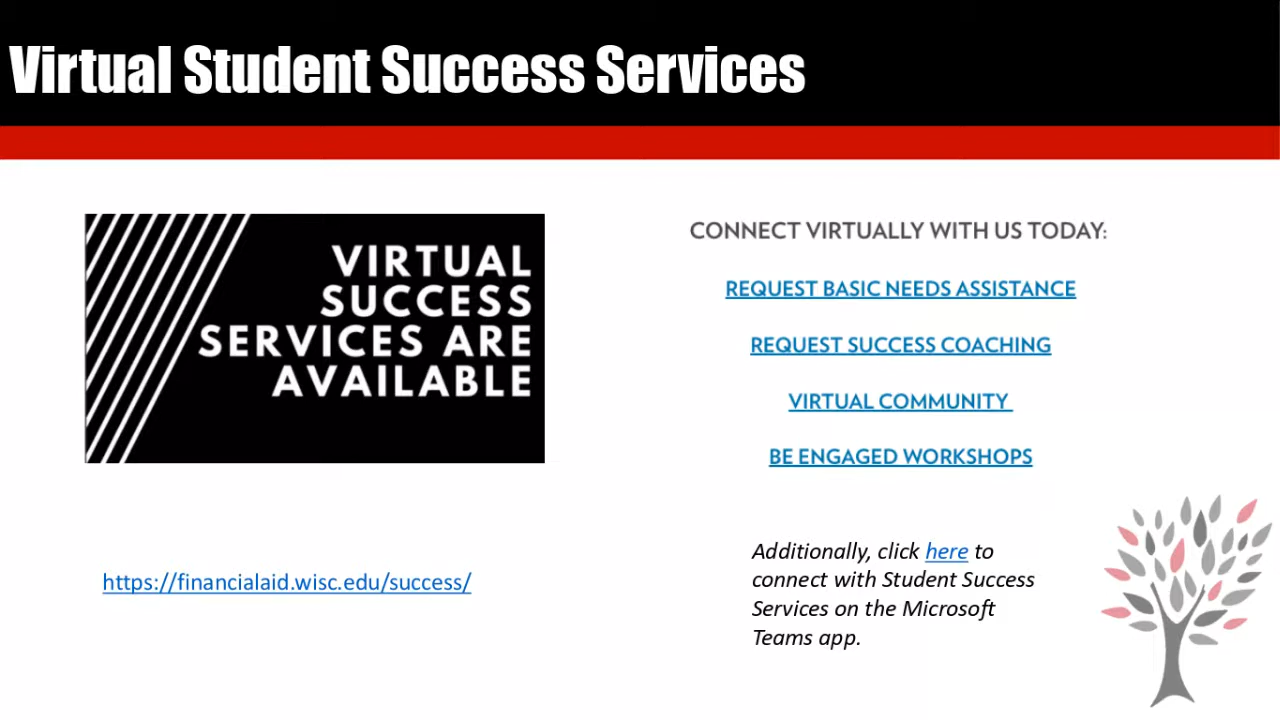 Virtual Student Success Services
VIRTUAL
SUCCESS
SERVICES ARE
AVAILABLE
https://financialaid.wisc.edu/success/
CONNECT VIRTUALLY WITH US TODAY:
REQUEST BASIC NEEDS ASSISTANCE
REQUEST SUCCESS COACHING
VIRTUAL COMMUNITY
BE ENGAGED WORKSHOPS
Additionally, click here to
connect with Student Success
Services on the Microsoft
Teams app.